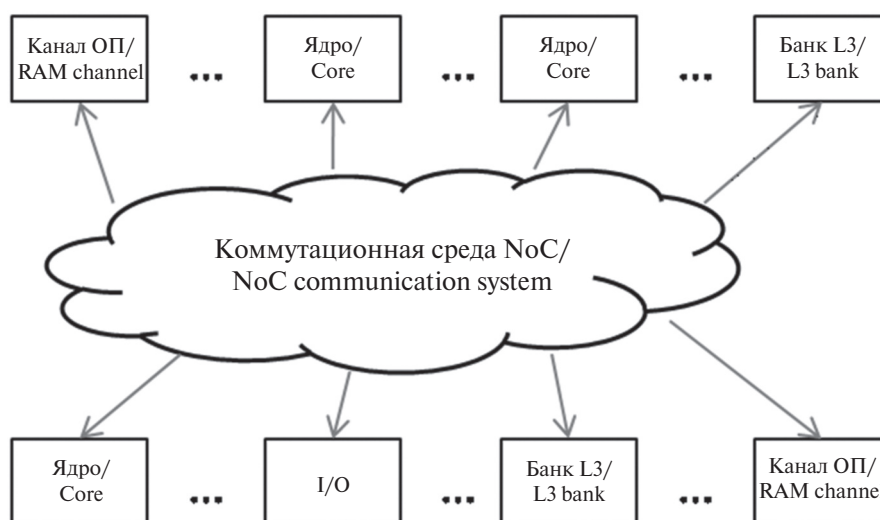 Канал ОП/
RAM channel
...
Ядро/
Core
...
Ядро/
Core
...
Банк L3/
L3 bank
Коммутационная среда NoC/
NoC communication system
Ядро/
Core
...
I/O
...
Банк L3/
L3 bank
...
Канал ОП/
RAM channel